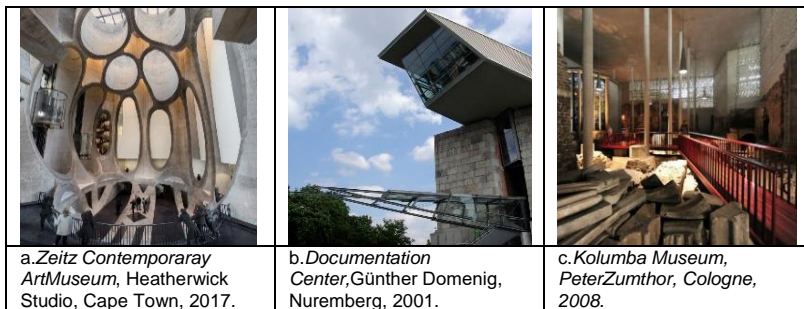 a.Zeitz Contemporaray
ArtMuseum, Heatherwick
Studio, Cape Town, 2017.
b.Documentation
Center,Günther Domenig,
Nuremberg, 2001.
c.Kolumba Museum,
PeterZumthor, Cologne,
2008.